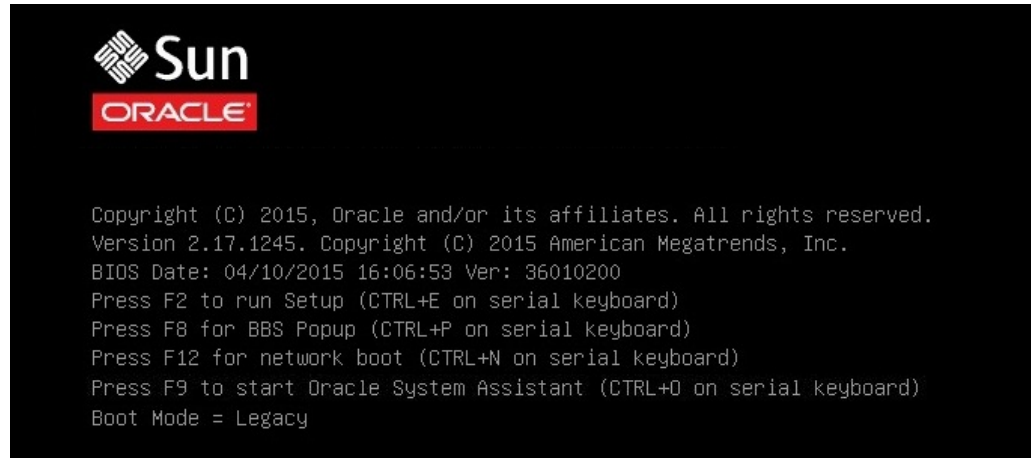 Sun
ORACLE
Copyright (C) 2015, Oracle and/or its affiliates. All rights reserved.
Version 2.17.1245. Copyright (C) 2015 American Megatrends, Inc.
BIOS Date: 04/10/2015 16:06:53 Ver: 36010200
Press F2 to run Setup (CTRL+E on serial keyboard)
Press F8 for BBS Popup (CTRL+P on serial keyboard)
Press F12 for network boot (CTRL+N on serial keyboard)
Press F9 to start Oracle System Assistant (CTRL+O on serial keyboard)
Boot Mode = Legacy